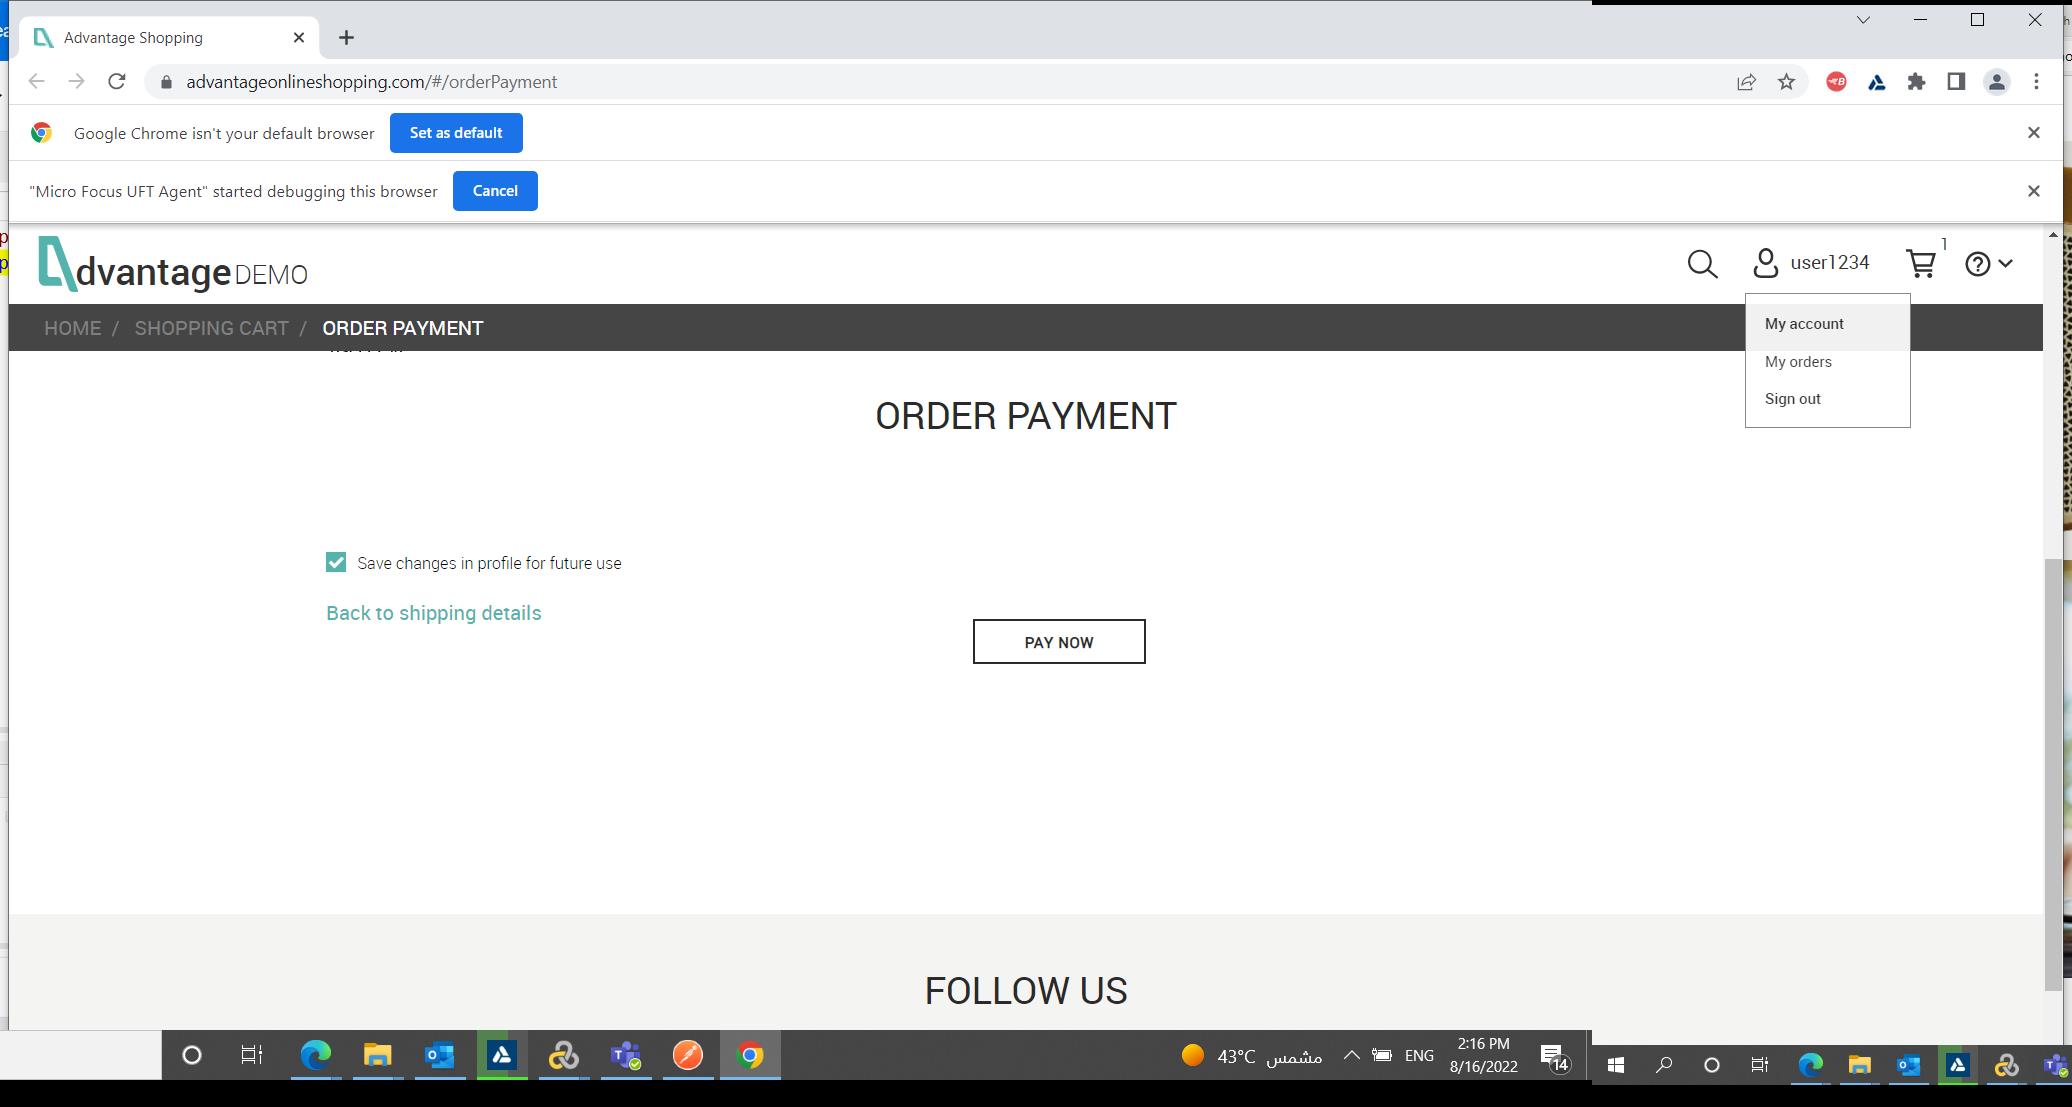 Advantage Shopping
advantageonlineshopping.com/#/orderPayment
Google Chrome isn't your default browser
Set as default
"Micro Focus UFT Agent" started debugging this browser
Cancel
dvantage DEMO
user1234
1
HOME / SHOPPING CART / ORDER PAYMENT
My account
My orders
Sign out
ORDER PAYMENT
Save changes in profile for future use
Back to shipping details
PAY NOW
FOLLOW US
43°C مشمس
ENG
2:16 PM
8/16/2022
14